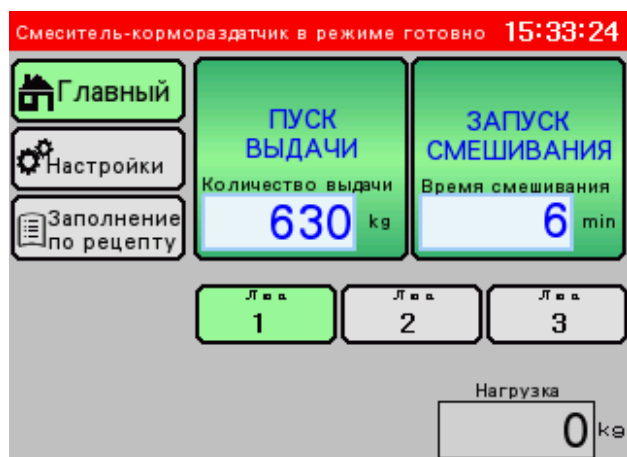 Смеситель-кормораздатчик в режиме готовно 15:33:24
Главный
Настройки
Заполнение
по рецепту
ПУСК
ВЫДАЧИ
Количество выдачи
630 kg
ЗАПУСК
СМЕШИВАНИЯ
Время смешивания
6 min
1
2
3
Нагрузка
0 kg